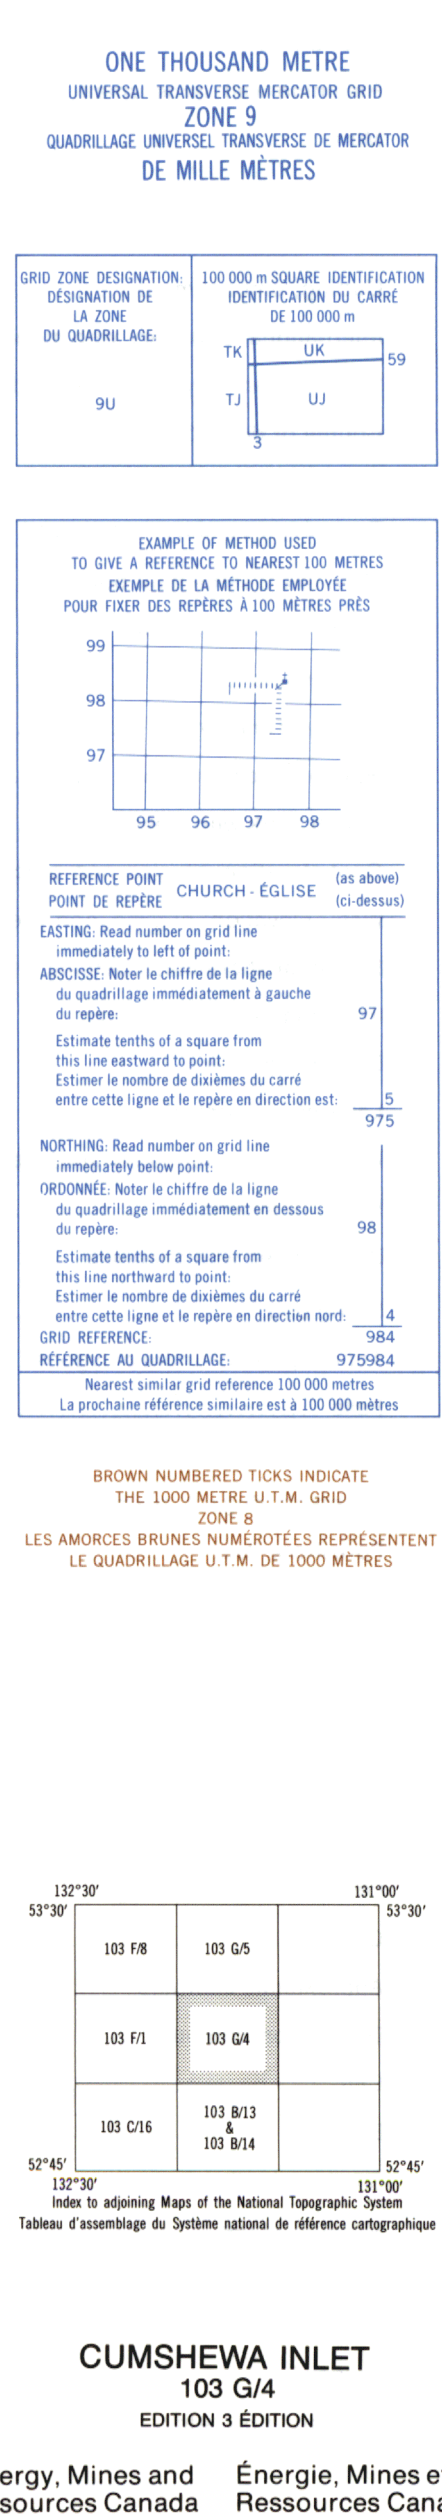 ONE THOUSAND METRE
UNIVERSAL TRANSVERSE MERCATOR GRID
ZONE 9
QUADRILLAGE UNIVERSEL TRANSVERSE DE MERCATOR
DE MILLE MÈTRES
GRID ZONE DESIGNATION:
DÉSIGNATION DE
LA ZONE
DU QUADRILLAGE:
9U
100 000 m SQUARE IDENTIFICATION
IDENTIFICATION DU CARRÉ
DE 100 000 m
TK UK
59
TJ UJ
3
EXAMPLE OF METHOD USED
TO GIVE A REFERENCE TO NEAREST 100 METRES
EXEMPLE DE LA MÉTHODE EMPLOYÉE
POUR FIXER DES REPÈRES À 100 MÈTRES PRÈS
99
98
97
95 96 97 98
REFERENCE POINT
POINT DE REPÈRE
CHURCH - ÉGLISE
(as above)
(ci-dessus)
EASTING: Read number on grid line
immediately to left of point:
ABSCISSE: Noter le chiffre de la ligne
du quadrillage immédiatement à gauche
du repère: 97
Estimate tenths of a square from
this line eastward to point:
Estimer le nombre de dixièmes du carré
entre cette ligne et le repère en direction est: 5
975
NORTHING: Read number on grid line
immediately below point:
ORDONNÉE: Noter le chiffre de la ligne
du quadrillage immédiatement en dessous
du repère: 98
Estimate tenths of a square from
this line northward to point:
Estimer le nombre de dixièmes du carré
entre cette ligne et le repère en direction nord: 4
GRID REFERENCE: 984
RÉFÉRENCE AU QUADRILLAGE: 975984
Nearest similar grid reference 100 000 metres
La prochaine référence similaire est à 100 000 mètres
BROWN NUMBERED TICKS INDICATE
THE 1000 METRE U.T.M. GRID
ZONE 8
LES AMORCES BRUNES NUMÉROTÉES REPRÉSENTENT
LE QUADRILLAGE U.T.M. DE 1000 MÈTRES
132°30′ 131°00′
53°30′ 53°30′
103 F/8 103 G/5
103 F/1 103 G/4
103 C/16
103 B/13
&
103 B/14
52°45′ 52°45′
132°30′ 131°00′
Index to adjoining Maps of the National Topographic System
Tableau d'assemblage du Système national de référence cartographique
CUMSHEWA INLET
103 G/4
EDITION 3 ÉDITION
ergy, Mines and
sources Canada
Énergie, Mines e
Ressources Cana